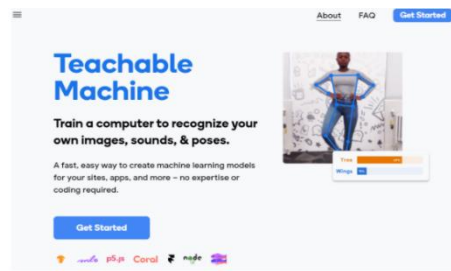 About FAQ Get Started
Teachable
Machine
Train a computer to recognize your
own images, sounds, & poses.
A fast, easy way to create machine learning models
for your sites, apps, and more – no expertise or
coding required.
Tree
Wings
Get Started
p5.js Coral node